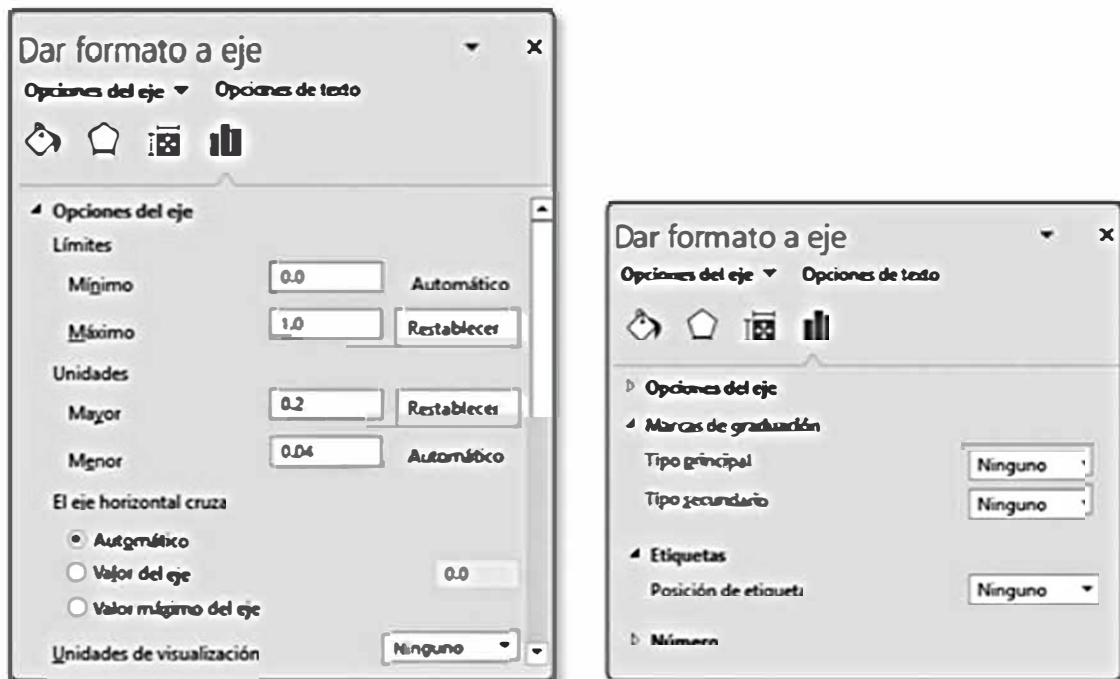 Dar formato a eje
Opciones del eje Opciones de texto
Opciones del eje
Límites
Mínimo 0.0 Automático
Máximo 1.0 Restablecer
Unidades
Mayor 0.2 Restablecer
Menor 0.04 Automático
El eje horizontal cruza
Automático
Valor del eje 0.0
Valor máximo del eje
Unidades de visualización Ninguno
Dar formato a eje
Opciones del eje Opciones de texto
Opciones del eje
Marcas de graduación
Tipo principal Ninguno
Tipo secundario Ninguno
Etiquetas
Posición de etiqueta Ninguno
Número